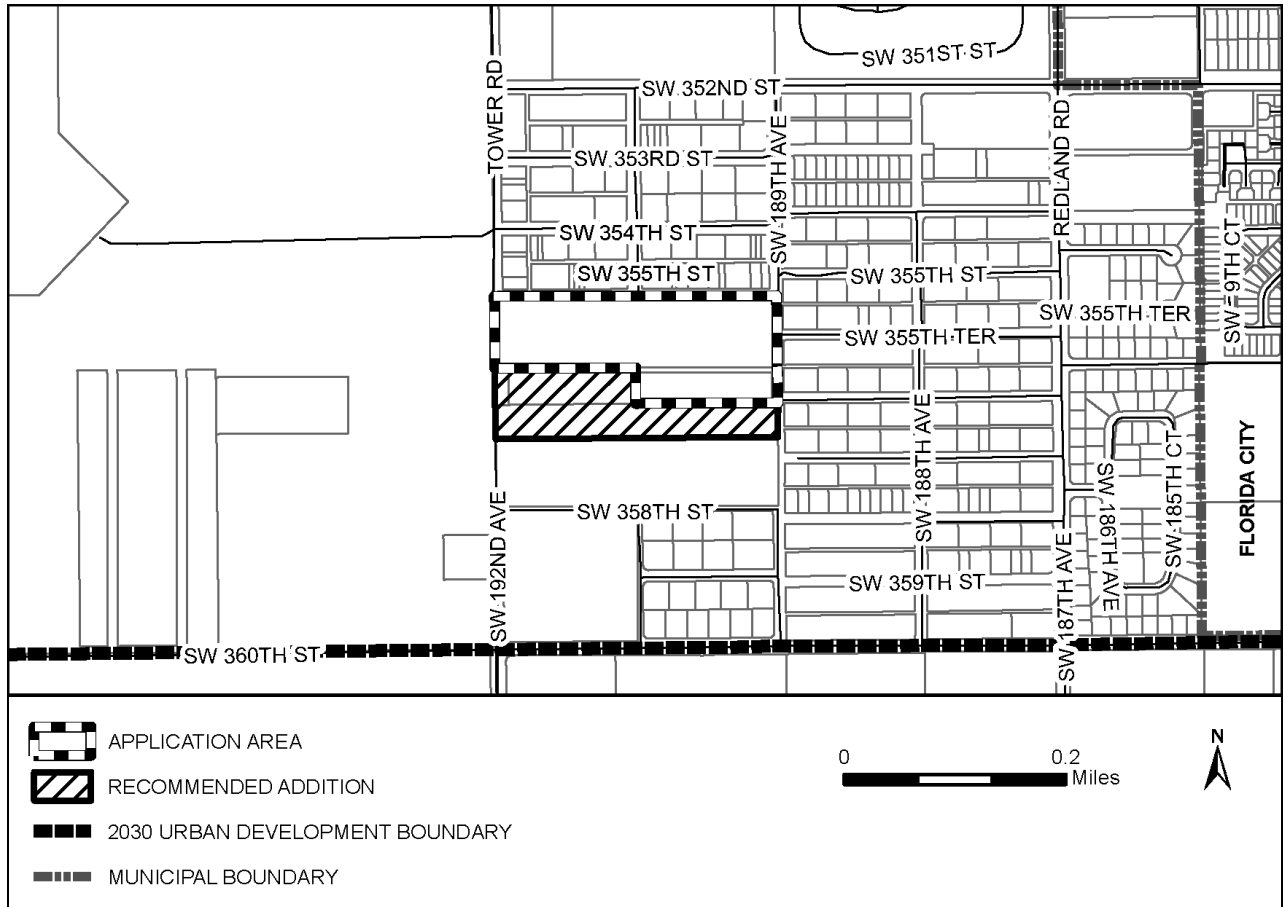 SW 351ST ST
SW 352ND ST
TOWER RD
SW 189TH AVE
REDLAND RD
SW 353RD ST
SW 354TH ST
SW 355TH ST
SW 355TH ST
SW 9TH CT
SW 355TH TER
SW 355TH TER
SW 188TH AVE
SW 186TH AVE
SW 185TH CT
FLORIDA CITY
SW 192ND AVE
SW 358TH ST
SW 359TH ST
SW 187TH AVE
SW 360TH ST
APPLICATION AREA
RECOMMENDED ADDITION
2030 URBAN DEVELOPMENT BOUNDARY
MUNICIPAL BOUNDARY
0 0.2
Miles
N